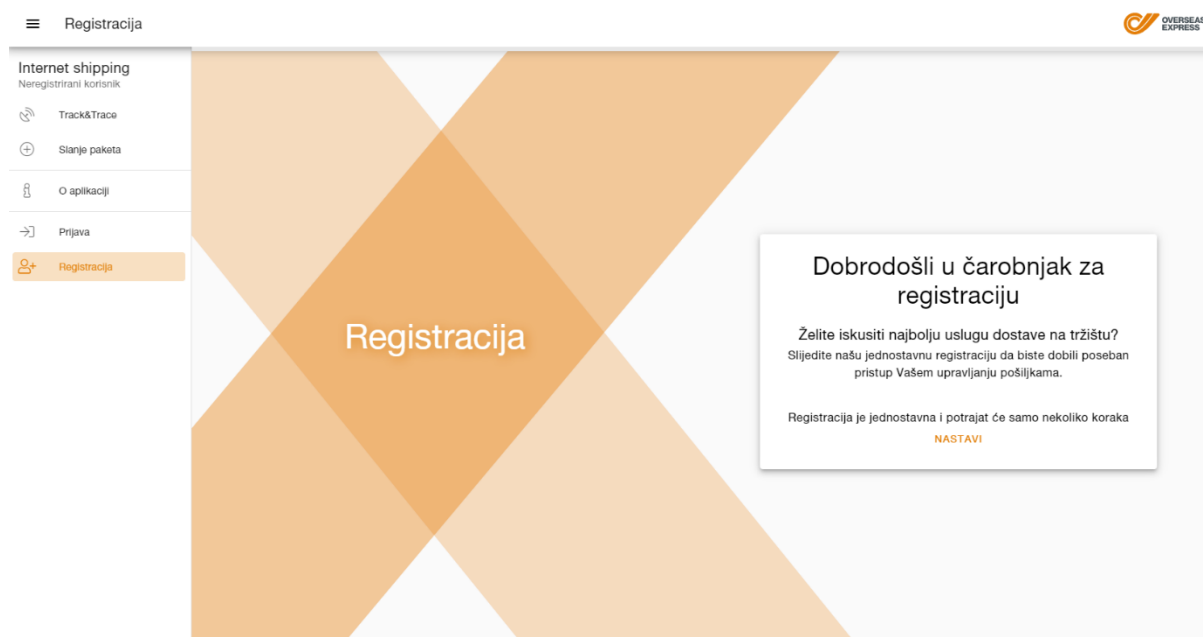 Registracija
OVERSEAS
EXPRESS
Internet shipping
Neregistrirani korisnik
Track&Trace
Slanje paketa
O aplikaciji
Prijava
Registracija
Registracija
Dobrodošli u čarobnjak za
registraciju
Želite iskusiti najbolju uslugu dostave na tržištu?
Slijedite našu jednostavnu registraciju da biste dobili poseban
pristup Vašem upravljanju pošiljkama.
Registracija je jednostavna i potrajat će samo nekoliko koraka
NASTAVI